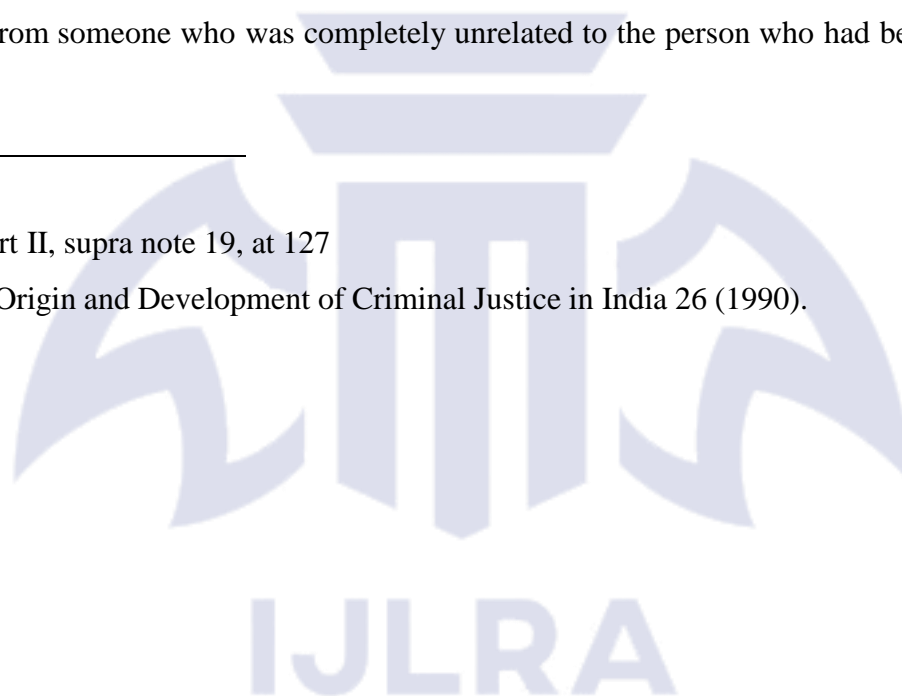 rom someone who was completely unrelated to the person who had be
rt II, supra note 19, at 127
Origin and Development of Criminal Justice in India 26 (1990).
IJLRA